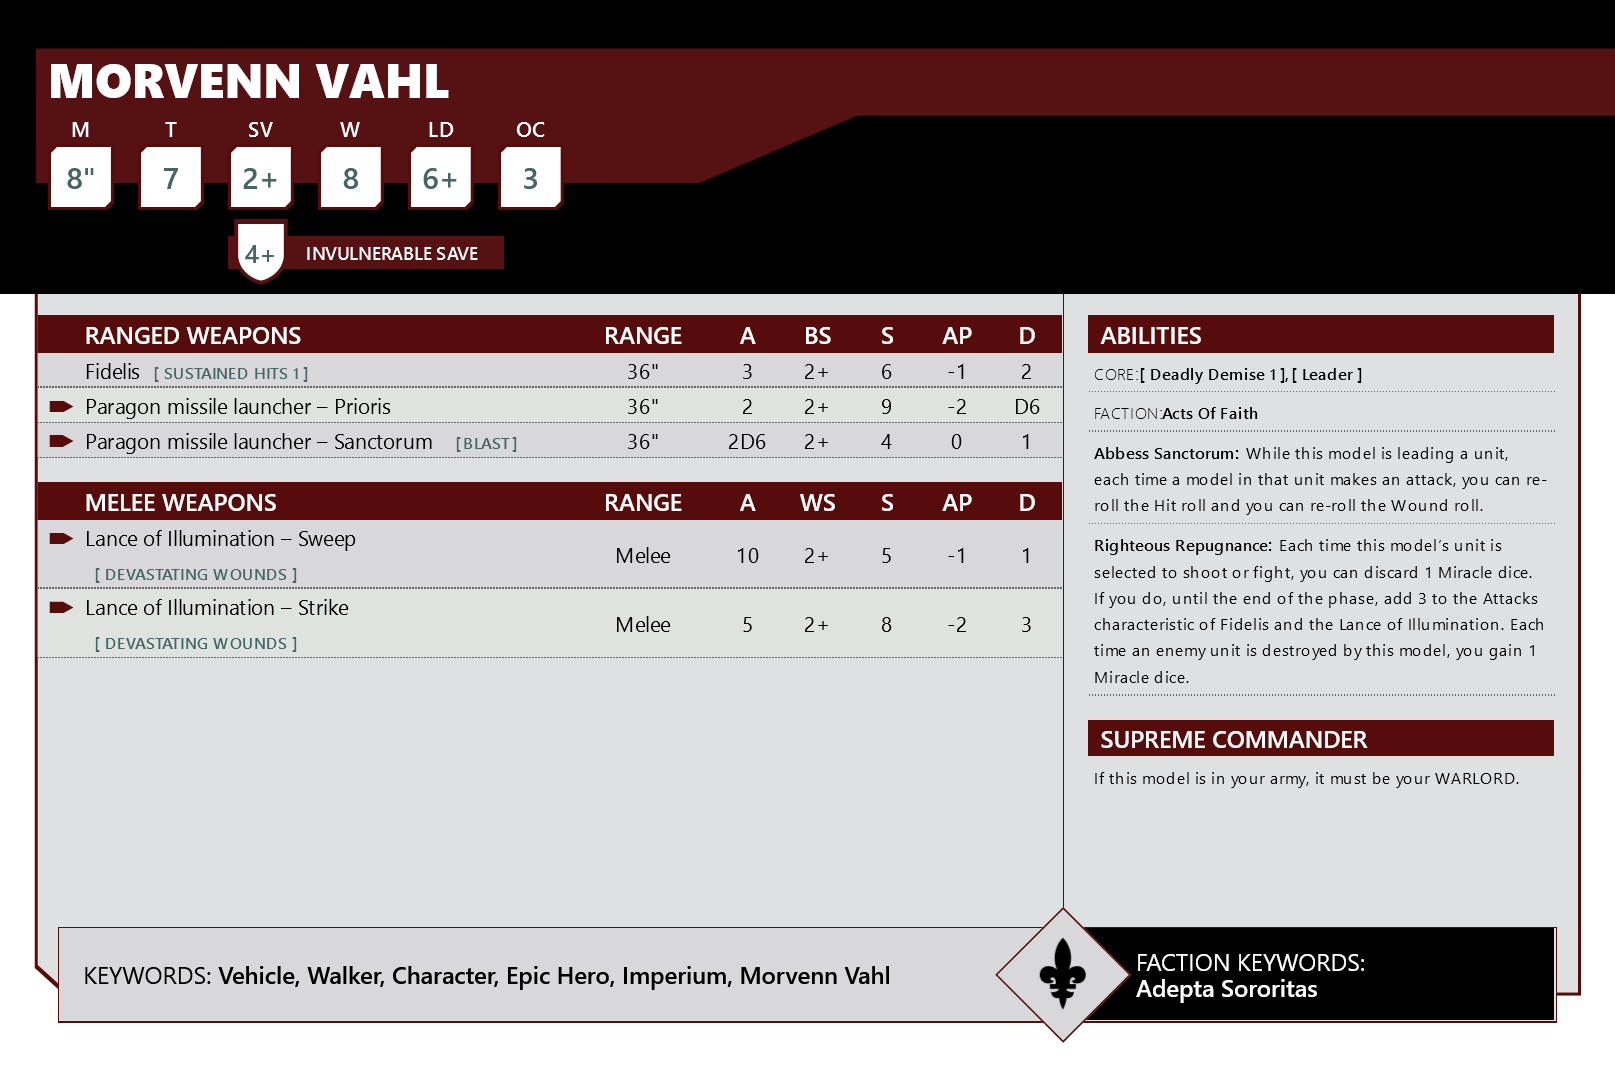 MORVENN VAHL
M T SV W LD OC
8" 7 2+ 8 6+ 3
4+ INVULNERABLE SAVE
RANGED WEAPONS RANGE A BS S AP D
Fidelis [ SUSTAINED HITS 1 ] 36" 3 2+ 6 -1 2
Paragon missile launcher – Prioris 36" 2 2+ 9 -2 D6
Paragon missile launcher – Sanctorum [BLAST] 36" 2D6 2+ 4 0 1
MELEE WEAPONS RANGE A WS S AP D
Lance of Illumination – Sweep
Melee 10 2+ 5 -1 1
[ DEVASTATING WOUNDS ]
Lance of Illumination – Strike
Melee 5 2+ 8 -2 3
[ DEVASTATING WOUNDS ]
ABILITIES
CORE:[ Deadly Demise 1 ], [ Leader ]
FACTION:Acts Of Faith
Abbess Sanctorum: While this model is leading a unit,
each time a model in that unit makes an attack, you can re-
roll the Hit roll and you can re-roll the Wound roll.
Righteous Repugnance: Each time this model’s unit is
selected to shoot or fight, you can discard 1 Miracle dice.
If you do, until the end of the phase, add 3 to the Attacks
characteristic of Fidelis and the Lance of Illumination. Each
time an enemy unit is destroyed by this model, you gain 1
Miracle dice.
SUPREME COMMANDER
If this model is in your army, it must be your WARLORD.
KEYWORDS: Vehicle, Walker, Character, Epic Hero, Imperium, Morvenn Vahl
FACTION KEYWORDS:
Adepta Sororitas